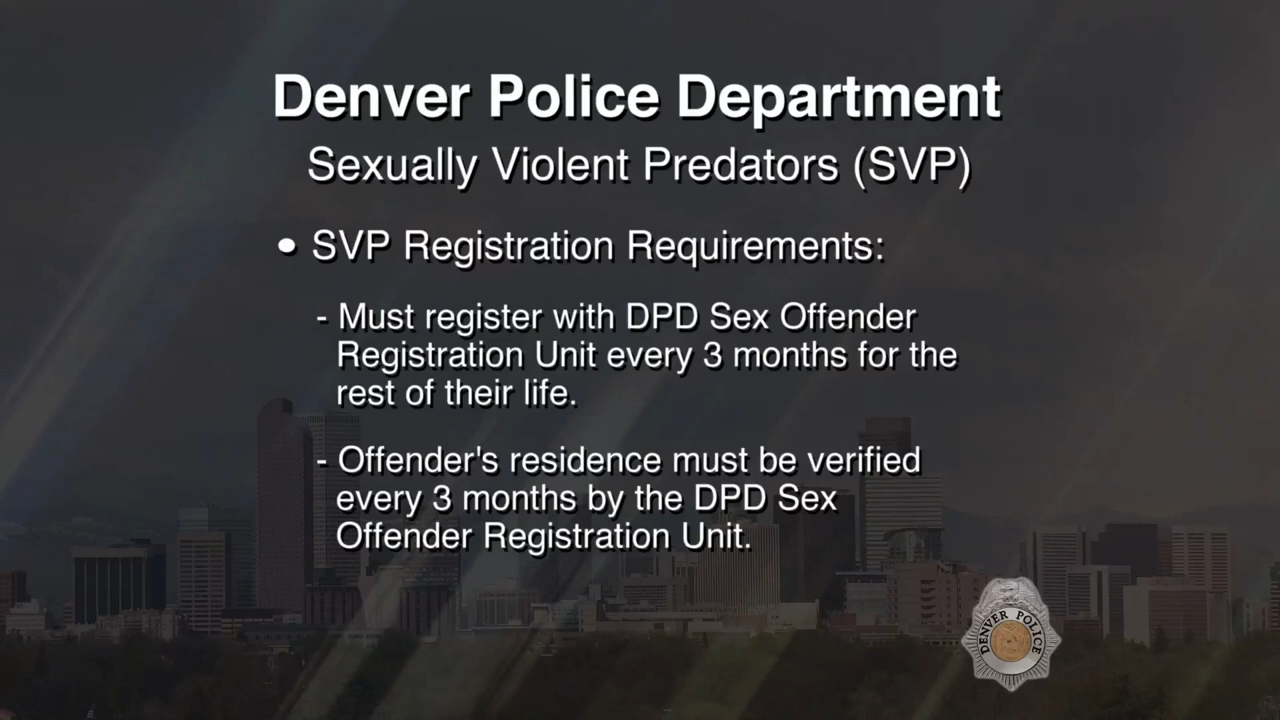 Denver Police Department
Sexually Violent Predators (SVP)
• SVP Registration Requirements:
- Must register with DPD Sex Offender
Registration Unit every 3 months for the
rest of their life.
- Offender's residence must be verified
every 3 months by the DPD Sex
Offender Registration Unit.
DENVER POLICE